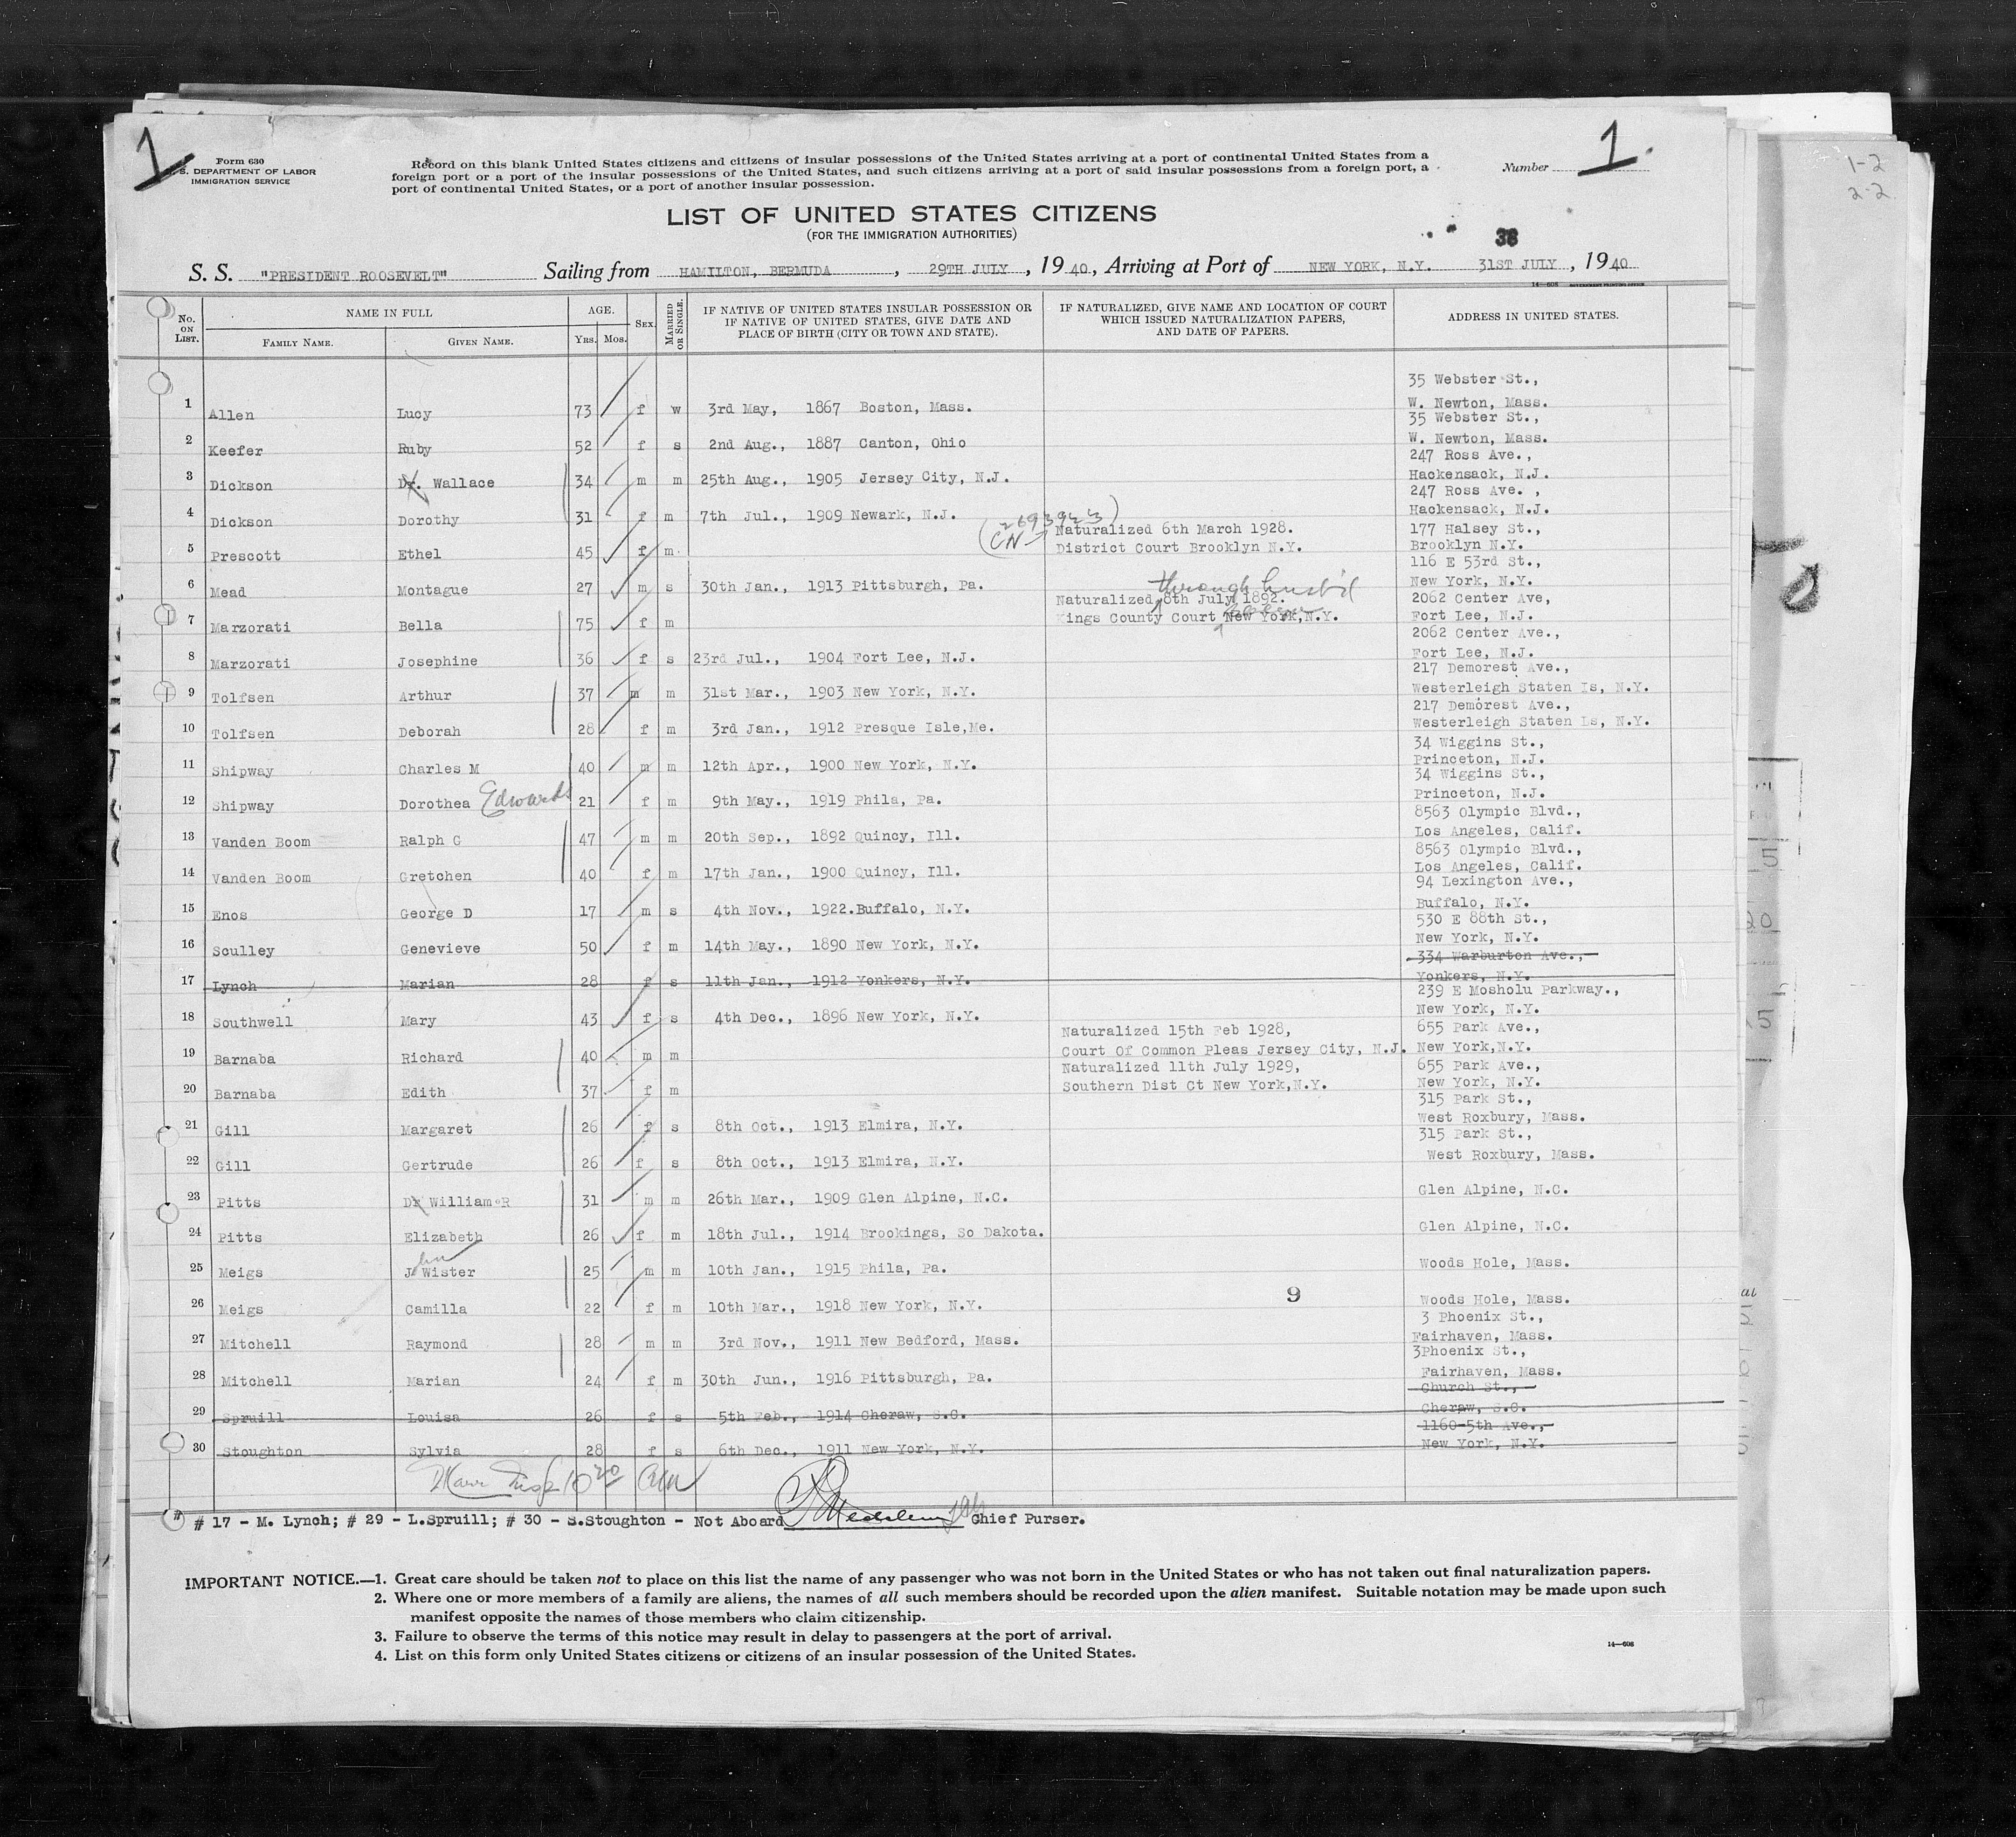 1
1.
Form 630
S. DEPARTMENT OF LABOR
IMMIGRATION SERVICE
Record on this blank United States citizens and citizens of insular possessions of the United States arriving at a port of continental United States from a
foreign port or a port of the insular possessions of the United States, and such citizens arriving at a port of said insular possessions from a foreign port, a
port of continental United States, or a port of another insular possession.
Number
1-2
2-2
LIST OF UNITED STATES CITIZENS
(FOR THE IMMIGRATION AUTHORITIES)
38
S. S. "PRESIDENT ROOSEVELT" Sailing from HAMILTON, BERMUDA, 29TH JULY, 1940, Arriving at Port of NEW YORK, N.Y. 31ST JULY, 1940
14—608 GOVERNMENT PRINTING OFFICE
No. ON LIST. NAME IN FULL FAMILY NAME. GIVEN NAME. AGE. YRS. MOS. SEX. MARRIED OR SINGLE. IF NATIVE OF UNITED STATES INSULAR POSSESSION OR IF NATIVE OF UNITED STATES, GIVE DATE AND PLACE OF BIRTH (CITY OR TOWN AND STATE). IF NATURALIZED, GIVE NAME AND LOCATION OF COURT WHICH ISSUED NATURALIZATION PAPERS, AND DATE OF PAPERS. ADDRESS IN UNITED STATES.
35 Webster St.,
1 Allen Lucy 73 f w 3rd May, 1867 Boston, Mass. W. Newton, Mass.
35 Webster St.,
2 Keefer Ruby 52 f s 2nd Aug., 1887 Canton, Ohio W. Newton, Mass.
247 Ross Ave.,
3 Dickson Dr. Wallace 34 m m 25th Aug., 1905 Jersey City, N.J. Hackensack, N.J.
247 Ross Ave. ,
4 Dickson Dorothy 31 f m 7th Jul., 1909 Newark, N.J. Hackensack, N.J.
(CN- 2693923)
Naturalized 6th March 1928. 177 Halsey St.,
5 Prescott Ethel 45 f m District Court Brooklyn N.Y. Brooklyn N.Y.
116 E 53rd St.,
6 Mead Montague 27 m s 30th Jan., 1913 Pittsburgh, Pa. New York, N.Y.
through husb'd
Naturalized 8th July 1892. 2062 Center Ave,
7 Marzorati Bella 75 f m Kings County Court New York, N.Y. Fort Lee, N.J.
2062 Center Ave.,
8 Marzorati Josephine 36 f s 23rd Jul., 1904 Fort Lee, N.J. Fort Lee, N.J.
217 Demorest Ave.,
9 Tolfsen Arthur 37 m m 31st Mar., 1903 New York, N.Y. Westerleigh Staten Is, N.Y.
217 Demorest Ave.,
10 Tolfsen Deborah 28 f m 3rd Jan., 1912 Presque Isle,Me. Westerleigh Staten Is, N.Y.
34 Wiggins St.,
11 Shipway Charles M 40 m m 12th Apr., 1900 New York, N.Y. Princeton, N.J.
34 Wiggins St.,
12 Shipway Dorothea Edwards 21 f m 9th May., 1919 Phila, Pa. Princeton, N.J.
8563 Olympic Blvd.,
13 Vanden Boom Ralph G 47 m m 20th Sep., 1892 Quincy, Ill. Los Angeles, Calif.
8563 Olympic Blvd.,
14 Vanden Boom Gretchen 40 f m 17th Jan., 1900 Quincy, Ill. Los Angeles, Calif.
94 Lexington Ave.,
15 Enos George D 17 m s 4th Nov., 1922.Buffalo, N.Y. Buffalo, N.Y.
530 E 88th St.,
16 Sculley Genevieve 50 f m 14th May., 1890 New York, N.Y. New York, N.Y.
334 Warburton Ave.,
17 Lynch Marian 28 f s 11th Jan., 1912 Yonkers, N.Y. Yonkers, N.Y.
239 E Mosholu Parkway.,
18 Southwell Mary 43 f s 4th Dec., 1896 New York, N.Y. New York, N.Y.
Naturalized 15th Feb 1928, 655 Park Ave.,
19 Barnaba Richard 40 m m Court Of Common Pleas Jersey City, N.J. New York,N.Y.
Naturalized 11th July 1929, 655 Park Ave.,
20 Barnaba Edith 37 f m Southern Dist Ct New York,N.Y. New York, N.Y.
315 Park St.,
21 Gill Margaret 26 f s 8th Oct., 1913 Elmira, N.Y. West Roxbury, Mass.
315 Park St.,
22 Gill Gertrude 26 f s 8th Oct., 1913 Elmira, N.Y. West Roxbury, Mass.
23 Pitts Dr William R 31 m m 26th Mar., 1909 Glen Alpine, N.C. Glen Alpine, N.C.
24 Pitts Elizabeth 26 f m 18th Jul., 1914 Brookings, So Dakota. Glen Alpine, N.C.
ohn
25 Meigs J Wister 25 m m 10th Jan., 1915 Phila, Pa. Woods Hole, Mass.
9
26 Meigs Camilla 22 f m 10th Mar., 1918 New York, N.Y. Woods Hole, Mass.
3 Phoenix St.,
27 Mitchell Raymond 28 m m 3rd Nov., 1911 New Bedford, Mass. Fairhaven, Mass.
3Phoenix St.,
28 Mitchell Marian 24 f m 30th Jun., 1916 Pittsburgh, Pa. Fairhaven, Mass.
Church St.,
29 Spruill Louisa 26 f s 5th Feb., 1914 Cheraw, S.C. Cheraw, S.C.
1160-5th Ave.,
30 Stoughton Sylvia 28 f s 6th Dec., 1911 New York, N.Y. New York, N.Y.
# # 17 - M. Lynch; # 29 - L.Spruill; # 30 - S.Stoughton - Not Aboard Chief Purser.
IMPORTANT NOTICE.—1. Great care should be taken not to place on this list the name of any passenger who was not born in the United States or who has not taken out final naturalization papers.
2. Where one or more members of a family are aliens, the names of all such members should be recorded upon the alien manifest. Suitable notation may be made upon such
manifest opposite the names of those members who claim citizenship.
3. Failure to observe the terms of this notice may result in delay to passengers at the port of arrival.
4. List on this form only United States citizens or citizens of an insular possession of the United States.
14—608